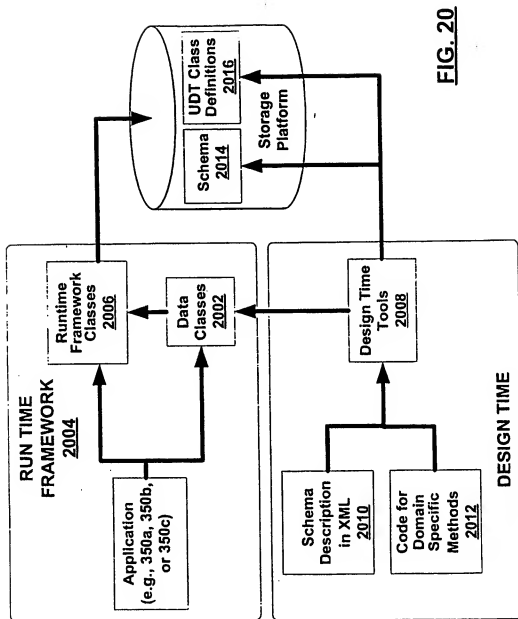 RUN TIME
FRAMEWORK
2004
Application
(e.g., 350a, 350b,
or 350c)
Runtime
Framework
Classes
2006
Data
Classes
2002
Schema
2014
UDT Class
Definitions
2016
Storage
Platform
Schema
Description
in XML
2010
Code for
Domain
Specific
Methods
2012
Design Time
Tools
2008
DESIGN TIME
FIG. 20